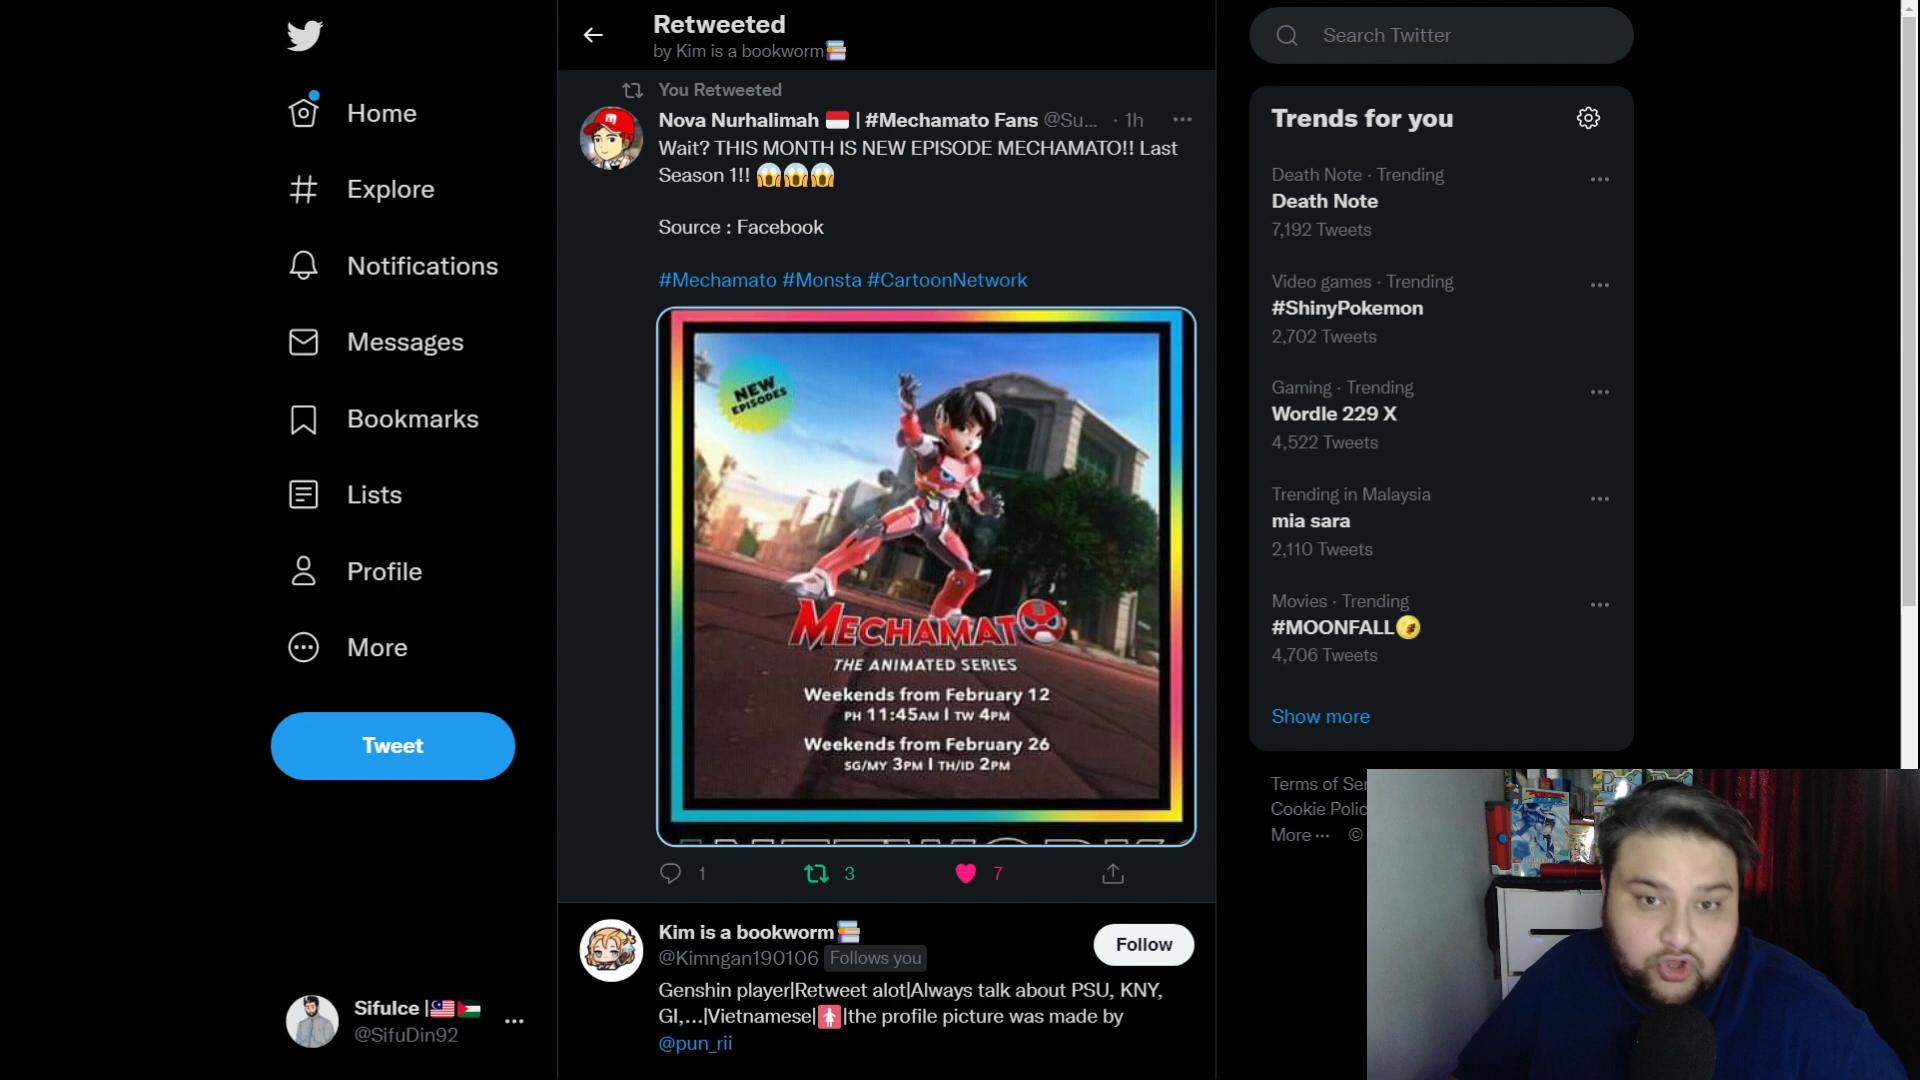 Home
Explore
Notifications
Messages
Bookmarks
Lists
Profile
More
Tweet
SifuIce |
@SifuDin92
Retweeted
by Kim is a bookworm
You Retweeted
Nova Nurhalimah | #Mechamato Fans @Su... · 1h
Wait? THIS MONTH IS NEW EPISODE MECHAMATO!! Last
Season 1!!
Source : Facebook
#Mechamato #Monsta #CartoonNetwork
NEW
EPISODES
MECHAMATO
THE ANIMATED SERIES
Weekends from February 12
PH 11:45AM | TW 4PM
Weekends from February 26
SG/MY 3PM | TH/ID 2PM
1
3
7
Kim is a bookworm
@Kimngan190106 Follows you
Follow
Genshin player|Retweet alot|Always talk about PSU, KNY,
GI,...|Vietnamese| |the profile picture was made by
@pun_rii
Search Twitter
Trends for you
Death Note · Trending
Death Note
7,192 Tweets
Video games · Trending
#ShinyPokemon
2,702 Tweets
Gaming · Trending
Wordle 229 X
4,522 Tweets
Trending in Malaysia
mia sara
2,110 Tweets
Movies · Trending
#MOONFALL
4,706 Tweets
Show more
Terms of Ser
Cookie Polic
More ··· ©